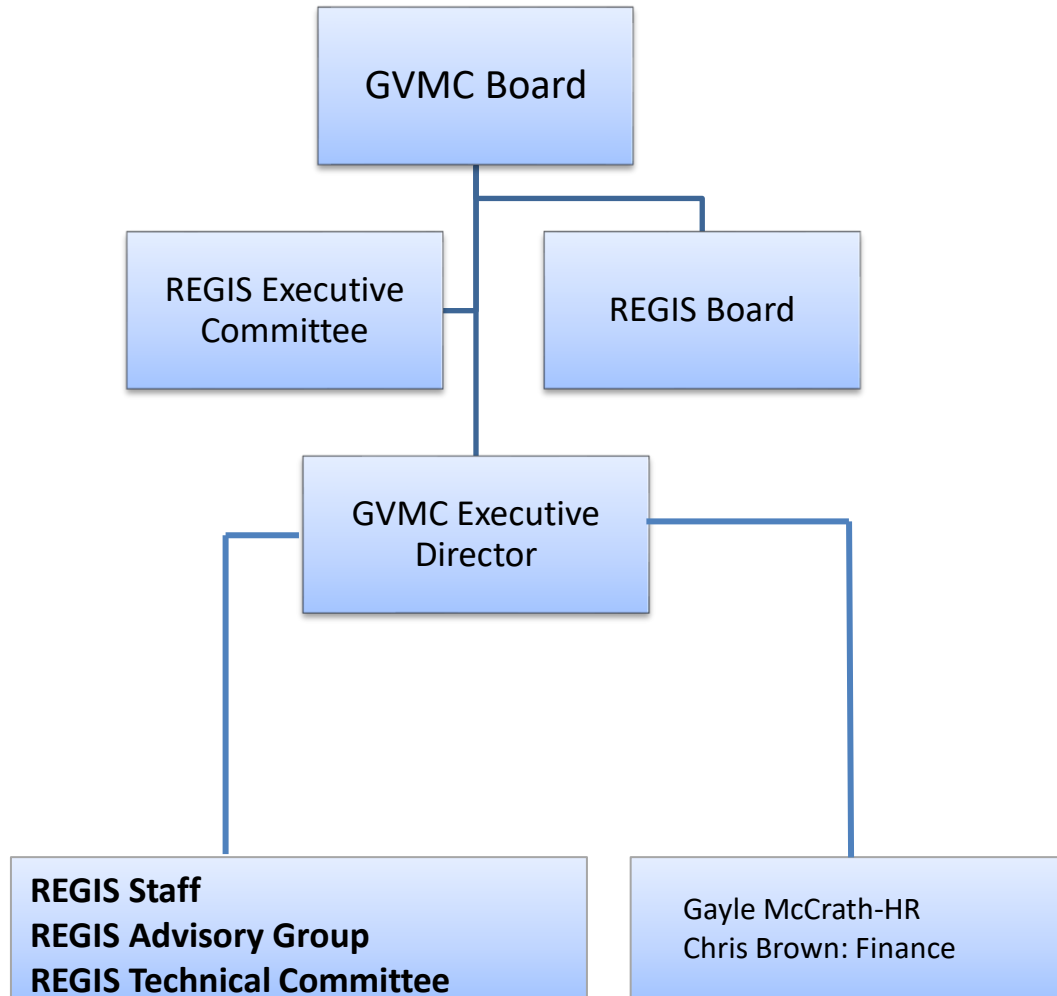 GVMC Board
REGIS Executive
Committee
REGIS Board
GVMC Executive
Director
REGIS Staff
REGIS Advisory Group
REGIS Technical Committee
Gayle McCrath-HR
Chris Brown: Finance